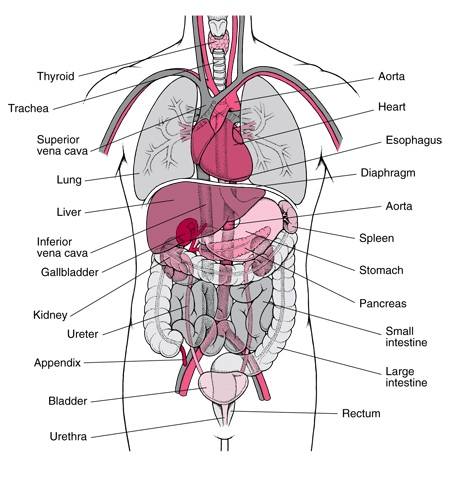 Thyroid
Trachea
Superior
vena cava
Lung
Liver
Inferior
vena cava
Gallbladder
Kidney
Ureter
Appendix
Bladder
Urethra
Aorta
Heart
Esophagus
Diaphragm
Aorta
Spleen
Stomach
Pancreas
Small
intestine
Large
intestine
Rectum